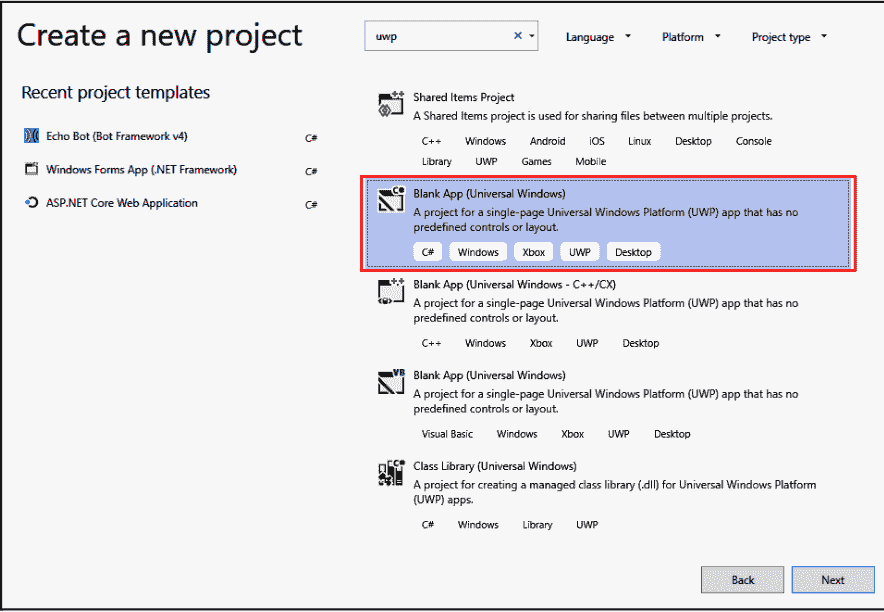 Create a new project
uwp
Language
Platform
Project type
Recent project templates
Echo Bot (Bot Framework v4) C#
Windows Forms App (.NET Framework) C#
ASP.NET Core Web Application C#
Shared Items Project
A Shared Items project is used for sharing files between multiple projects.
C++ Windows Android iOS Linux Desktop Console
Library UWP Games Mobile
C#
Blank App (Universal Windows)
A project for a single-page Universal Windows Platform (UWP) app that has no
predefined controls or layout.
C# Windows Xbox UWP Desktop
Blank App (Universal Windows - C++/CX)
A project for a single-page Universal Windows Platform (UWP) app that has no
predefined controls or layout.
C++ Windows Xbox UWP Desktop
VB
Blank App (Universal Windows)
A project for a single-page Universal Windows Platform (UWP) app that has no
predefined controls or layout.
Visual Basic Windows Xbox UWP Desktop
C#
Class Library (Universal Windows)
A project for creating a managed class library (.dll) for Universal Windows Platform
(UWP) apps.
C# Windows Library UWP
Back
Next